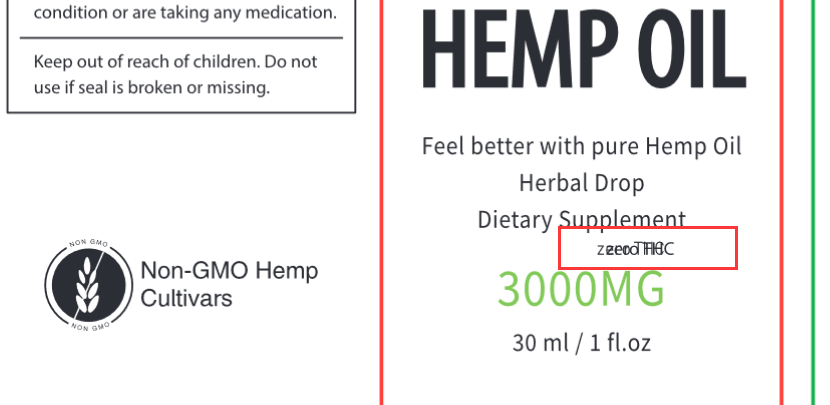 condition or are taking any medication.
Keep out of reach of children. Do not
use if seal is broken or missing.
NON GMO
Non-GMO Hemp
Cultivars
NON GMO
HEMP OIL
Feel better with pure Hemp Oil
Herbal Drop
Dietary Supplement
zero THC
zero THC
3000MG
30 ml / 1 fl.oz